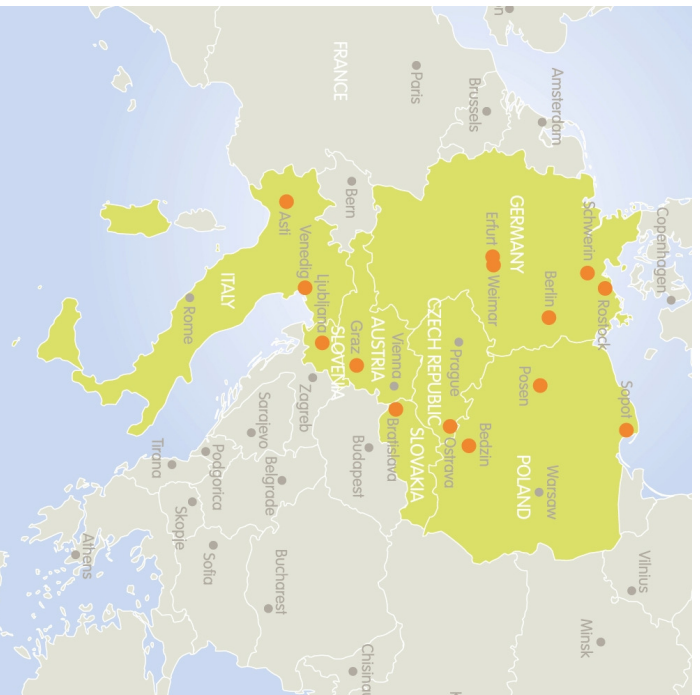 Copenhagen
Vilnius
Sopot
Rostock
Schwerin
Minsk
Amsterdam
Berlin
Warsaw
POLAND
Posen
GERMANY
Erfurt
Weimar
Bedzin
Brussels
Prague
Ostrava
CZECH REPUBLIC
SLOVAKIA
Paris
Vienna
Bratislava
AUSTRIA
Budapest
Chisinau
Graz
Bern
FRANCE
SLOVENIA
Ljubljana
Venedig
Zagreb
Asti
Bucharest
Belgrade
Sarajevo
ITALY
Podgorica
Sofia
Rome
Skopje
Tirana
Athens